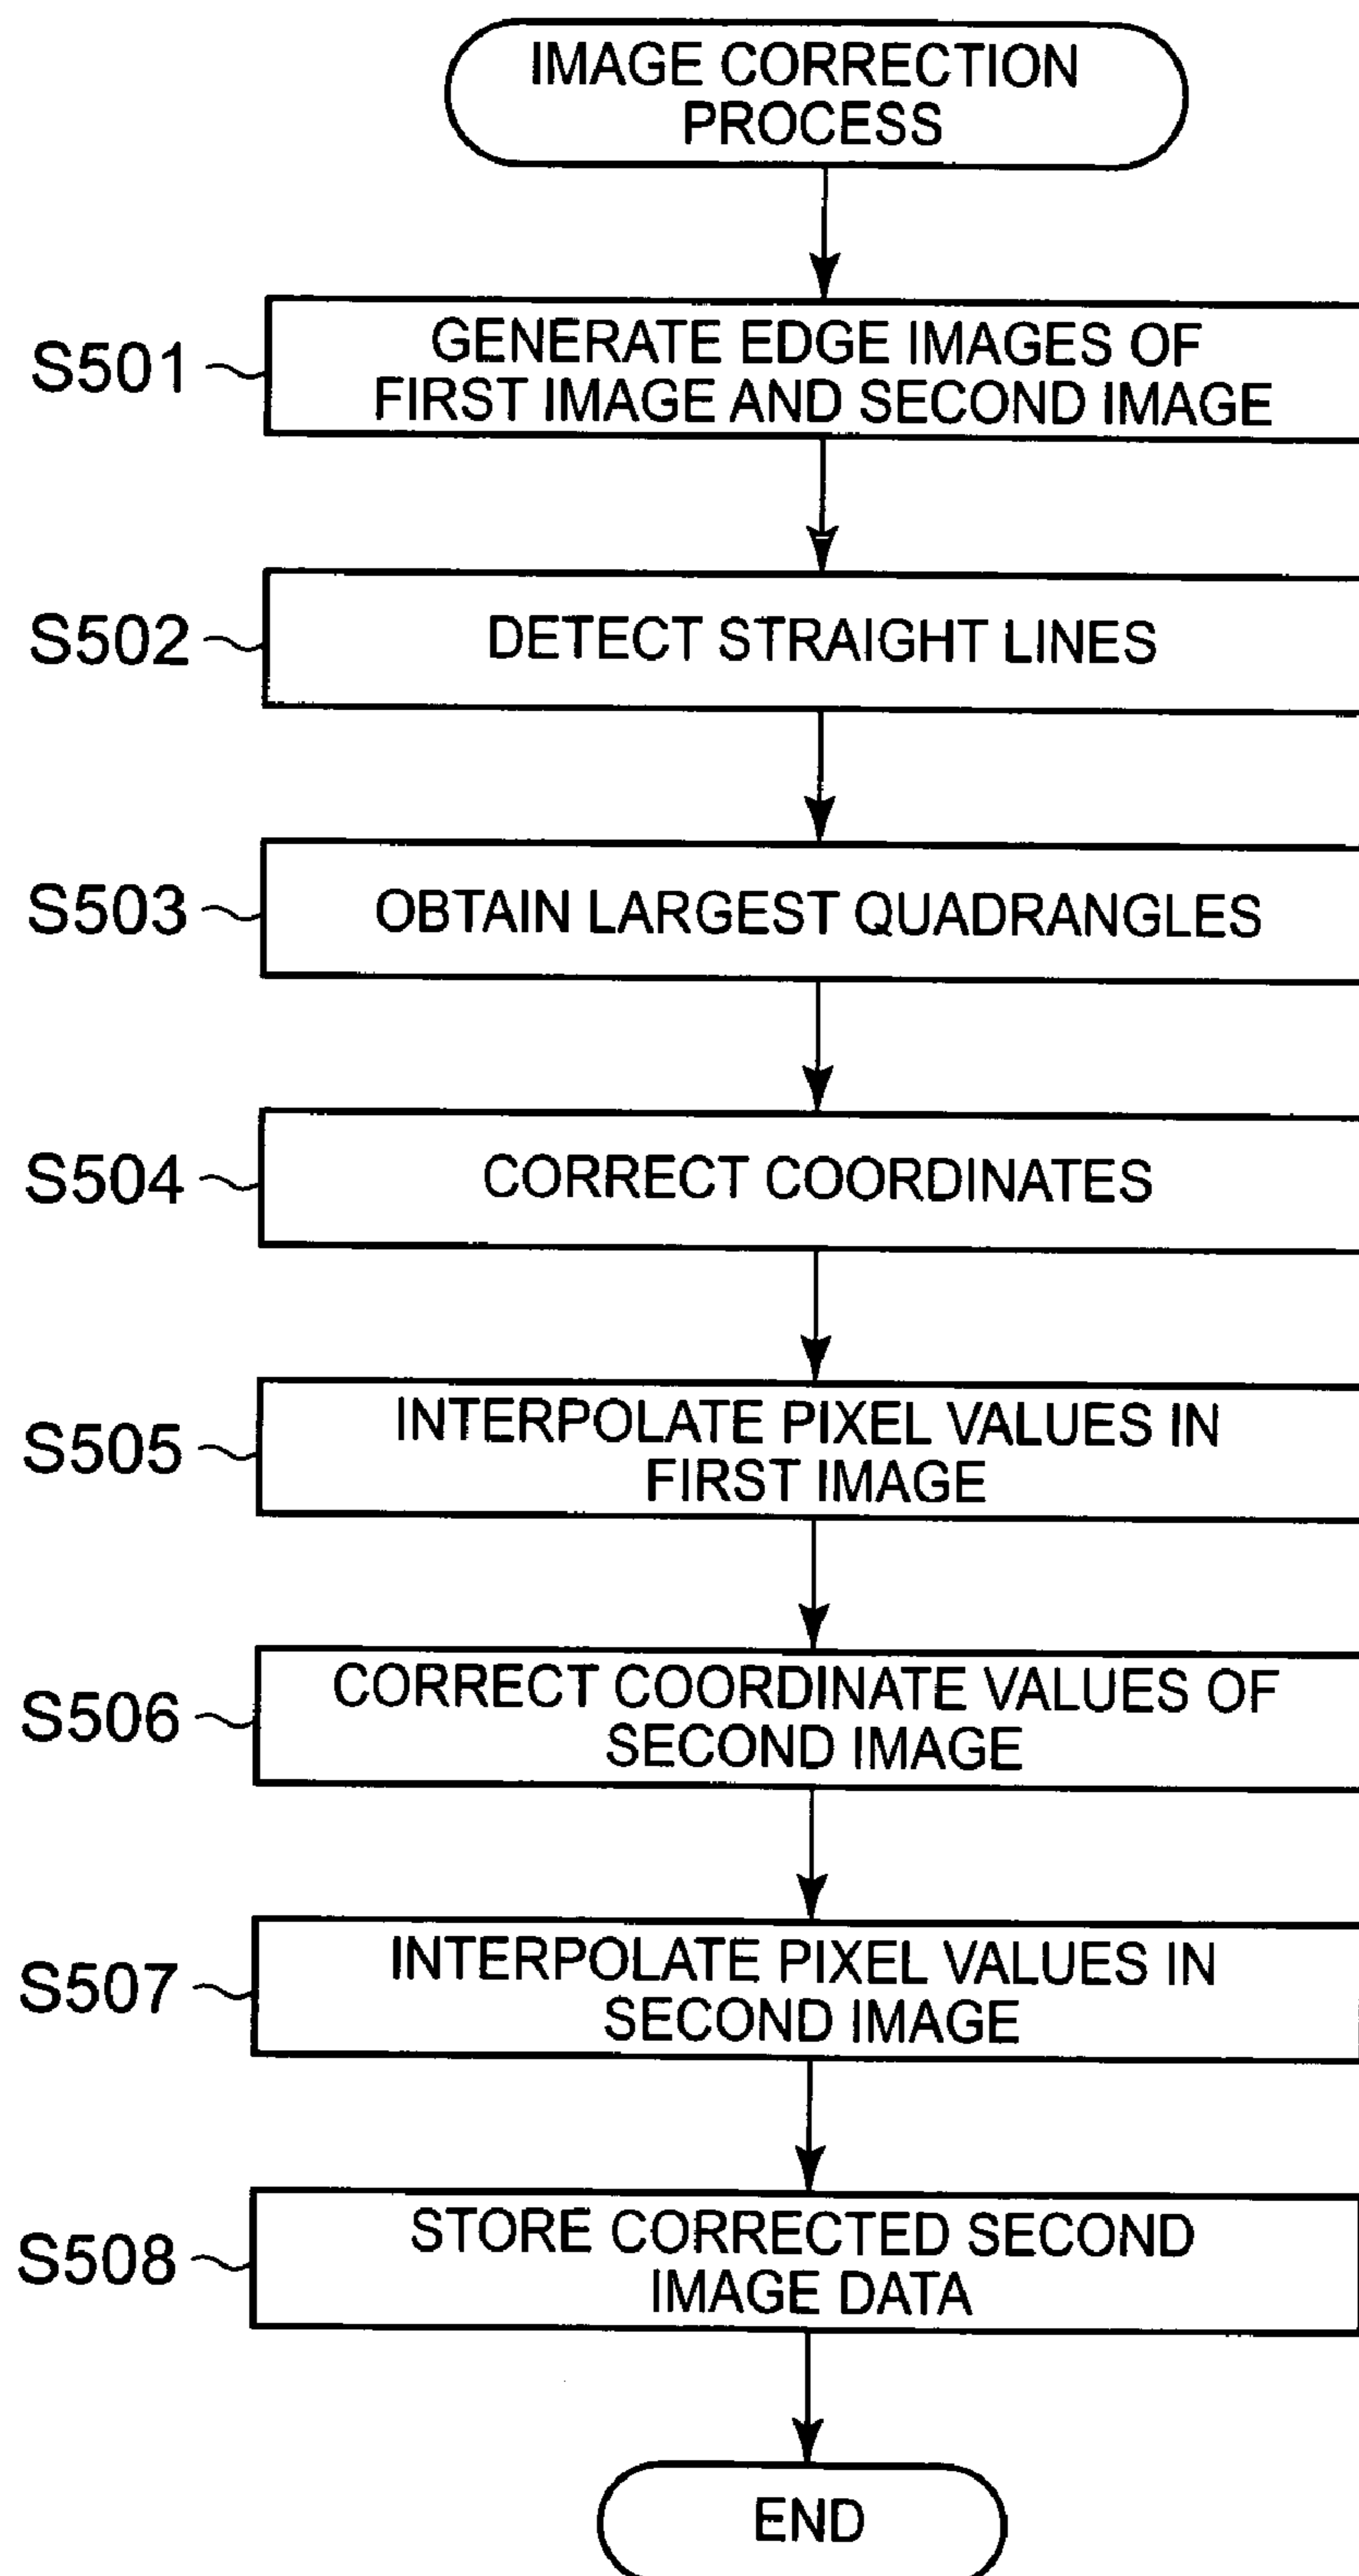 IMAGE CORRECTION
PROCESS
S501
GENERATE EDGE IMAGES OF
FIRST IMAGE AND SECOND IMAGE
S502
DETECT STRAIGHT LINES
S503
OBTAIN LARGEST QUADRANGLES
S504
CORRECT COORDINATES
S505
INTERPOLATE PIXEL VALUES IN
FIRST IMAGE
S506
CORRECT COORDINATE VALUES OF
SECOND IMAGE
S507
INTERPOLATE PIXEL VALUES IN
SECOND IMAGE
S508
STORE CORRECTED SECOND
IMAGE DATA
END